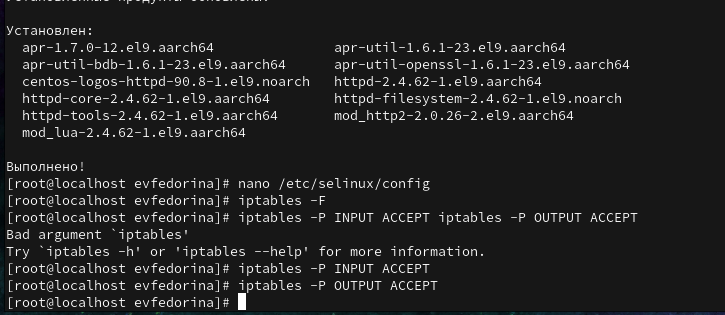 Установленные продукты обновлены.
Установлен:
apr-1.7.0-12.el9.aarch64 apr-util-1.6.1-23.el9.aarch64
apr-util-bdb-1.6.1-23.el9.aarch64 apr-util-openssl-1.6.1-23.el9.aarch64
centos-logos-httpd-90.8-1.el9.noarch httpd-2.4.62-1.el9.aarch64
httpd-core-2.4.62-1.el9.aarch64 httpd-filesystem-2.4.62-1.el9.noarch
httpd-tools-2.4.62-1.el9.aarch64 mod_http2-2.0.26-2.el9.aarch64
mod_lua-2.4.62-1.el9.aarch64
Выполнено!
[root@localhost evfedorina]# nano /etc/selinux/config
[root@localhost evfedorina]# iptables -F
[root@localhost evfedorina]# iptables -P INPUT ACCEPT iptables -P OUTPUT ACCEPT
Bad argument `iptables'
Try `iptables -h' or 'iptables --help' for more information.
[root@localhost evfedorina]# iptables -P INPUT ACCEPT
[root@localhost evfedorina]# iptables -P OUTPUT ACCEPT
[root@localhost evfedorina]#